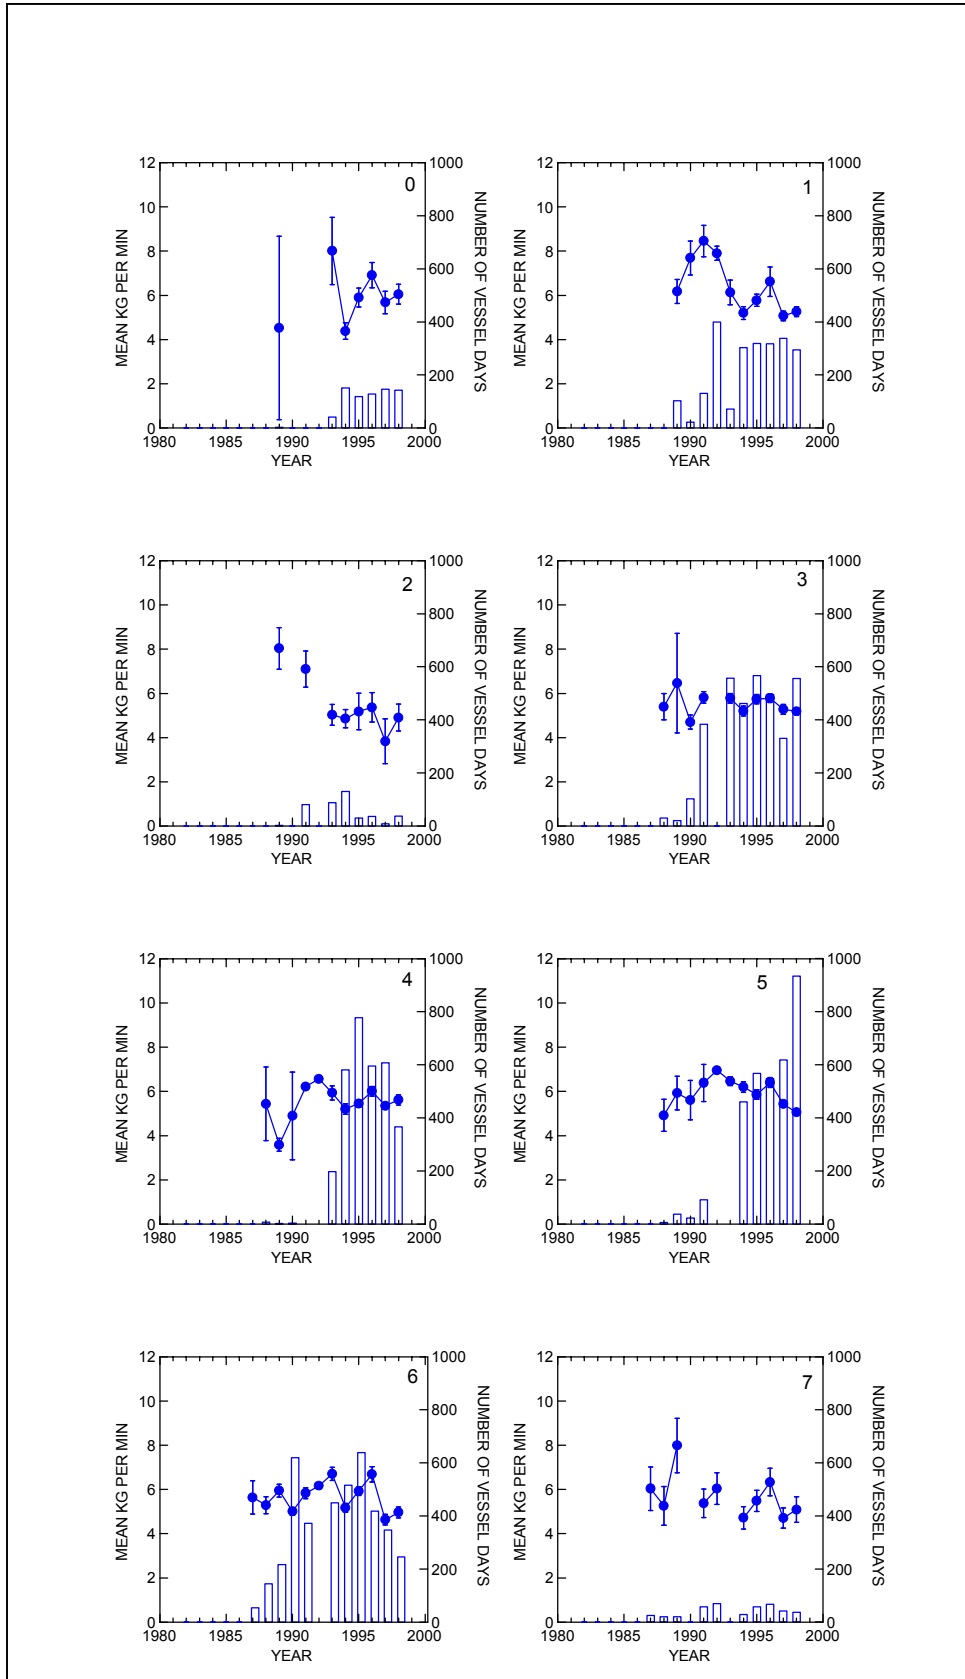 0
12 10 8 6 4 2 0
MEAN KG PER MIN
1000 800 600 400 200 0
NUMBER OF VESSEL DAYS
1980 1985 1990 1995 2000
YEAR
1
12 10 8 6 4 2 0
MEAN KG PER MIN
1000 800 600 400 200 0
NUMBER OF VESSEL DAYS
1980 1985 1990 1995 2000
YEAR
2
12 10 8 6 4 2 0
MEAN KG PER MIN
1000 800 600 400 200 0
NUMBER OF VESSEL DAYS
1980 1985 1990 1995 2000
YEAR
3
12 10 8 6 4 2 0
MEAN KG PER MIN
1000 800 600 400 200 0
NUMBER OF VESSEL DAYS
1980 1985 1990 1995 2000
YEAR
4
12 10 8 6 4 2 0
MEAN KG PER MIN
1000 800 600 400 200 0
NUMBER OF VESSEL DAYS
1980 1985 1990 1995 2000
YEAR
5
12 10 8 6 4 2 0
MEAN KG PER MIN
1000 800 600 400 200 0
NUMBER OF VESSEL DAYS
1980 1985 1990 1995 2000
YEAR
6
12 10 8 6 4 2 0
MEAN KG PER MIN
1000 800 600 400 200 0
NUMBER OF VESSEL DAYS
1980 1985 1990 1995 2000
YEAR
7
12 10 8 6 4 2 0
MEAN KG PER MIN
1000 800 600 400 200 0
NUMBER OF VESSEL DAYS
1980 1985 1990 1995 2000
YEAR